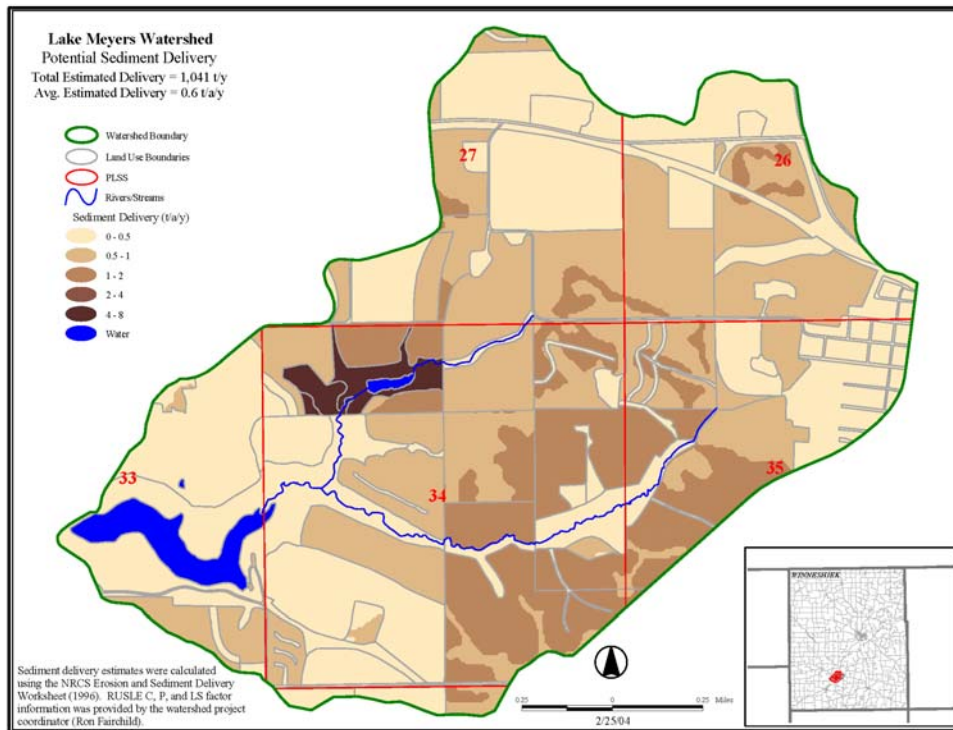 Lake Meyers Watershed
Potential Sediment Delivery
Total Estimated Delivery = 1,041 t/y
Avg. Estimated Delivery = 0.6 t/a/y
Watershed Boundary
Land Use Boundaries
PLSS
Rivers/Streams
Sediment Delivery (t/a/y)
0 - 0.5
0.5 - 1
1 - 2
2 - 4
4 - 8
Water
27
26
33
34
35
WINNESHIEK
Sediment delivery estimates were calculated
using the NRCS Erosion and Sediment Delivery
Worksheet (1996). RUSLE C, P, and LS factor
information was provided by the watershed project
coordinator (Ron Fairchild).
0.25 0 0.25 Miles
2/25/04